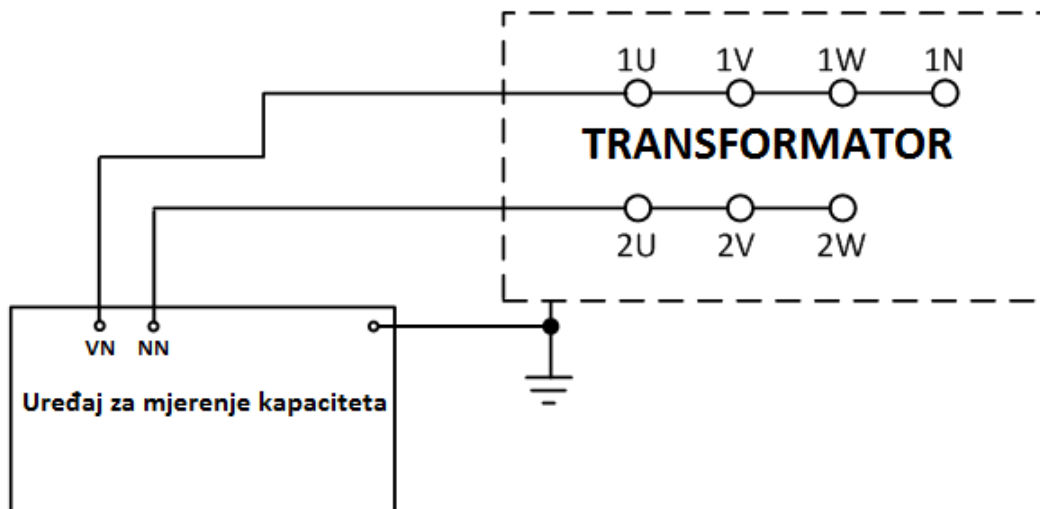 1U 1V 1W 1N
TRANSFORMATOR
2U 2V 2W
VN NN
Uređaj za mjerenje kapaciteta